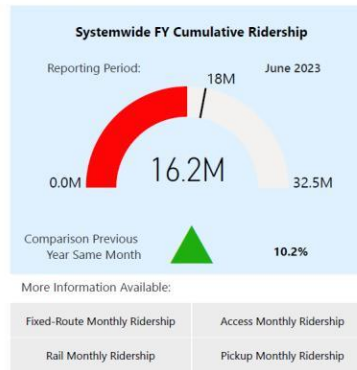 Systemwide FY Cumulative Ridership
Reporting Period:
June 2023
18M
16.2M
0.0M
32.5M
Comparison Previous
Year Same Month
10.2%
More Information Available:
Fixed-Route Monthly Ridership
Access Monthly Ridership
Rail Monthly Ridership
Pickup Monthly Ridership